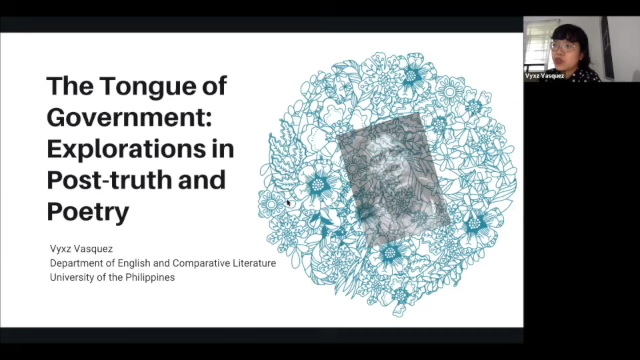 The Tongue of
Government:
Explorations in
Post-truth and
Poetry
Vyxz Vasquez
Department of English and Comparative Literature
University of the Philippines
Vyxz Vasquez